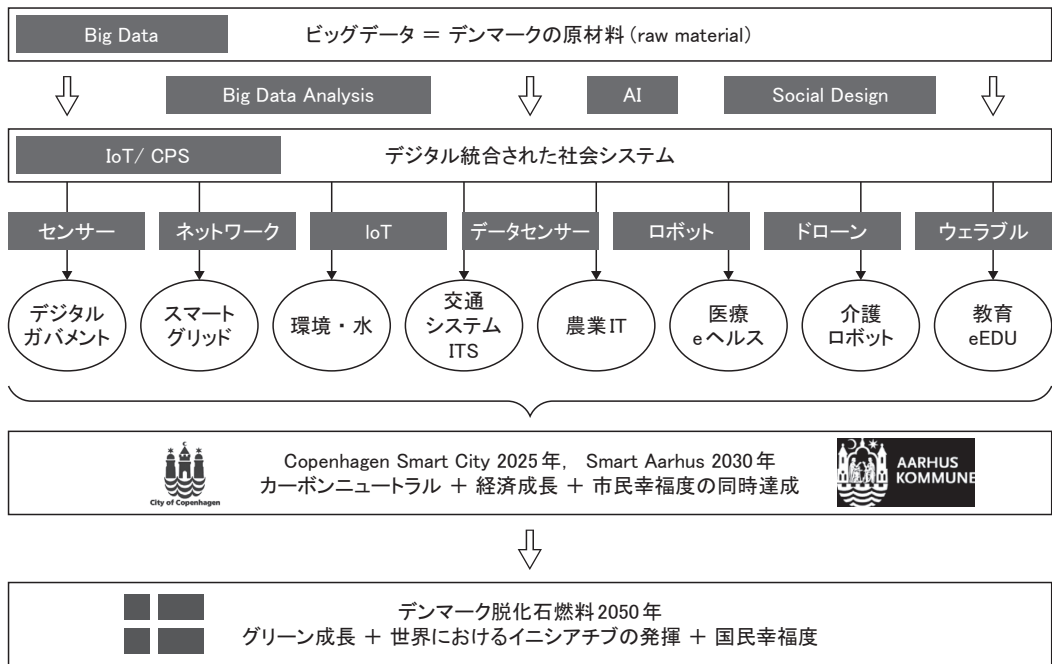 Big Data
ビッグデータ ＝ デンマークの原材料（raw material）
Big Data Analysis
AI
Social Design
IoT/ CPS
デジタル統合された社会システム
センサー
ネットワーク
IoT
データセンサー
ロボット
ドローン
ウェラブル
デジタル
ガバメント
スマート
グリッド
環境・水
交通
システム
ITS
農業IT
医療
eヘルス
介護
ロボット
教育
eEDU
Copenhagen Smart City 2025年， Smart Aarhus 2030年
カーボンニュートラル ＋ 経済成長 ＋ 市民幸福度の同時達成
City of Copenhagen
AARHUS
KOMMUNE
デンマーク脱化石燃料2050年
グリーン成長 ＋ 世界におけるイニシアチブの発揮 ＋ 国民幸福度